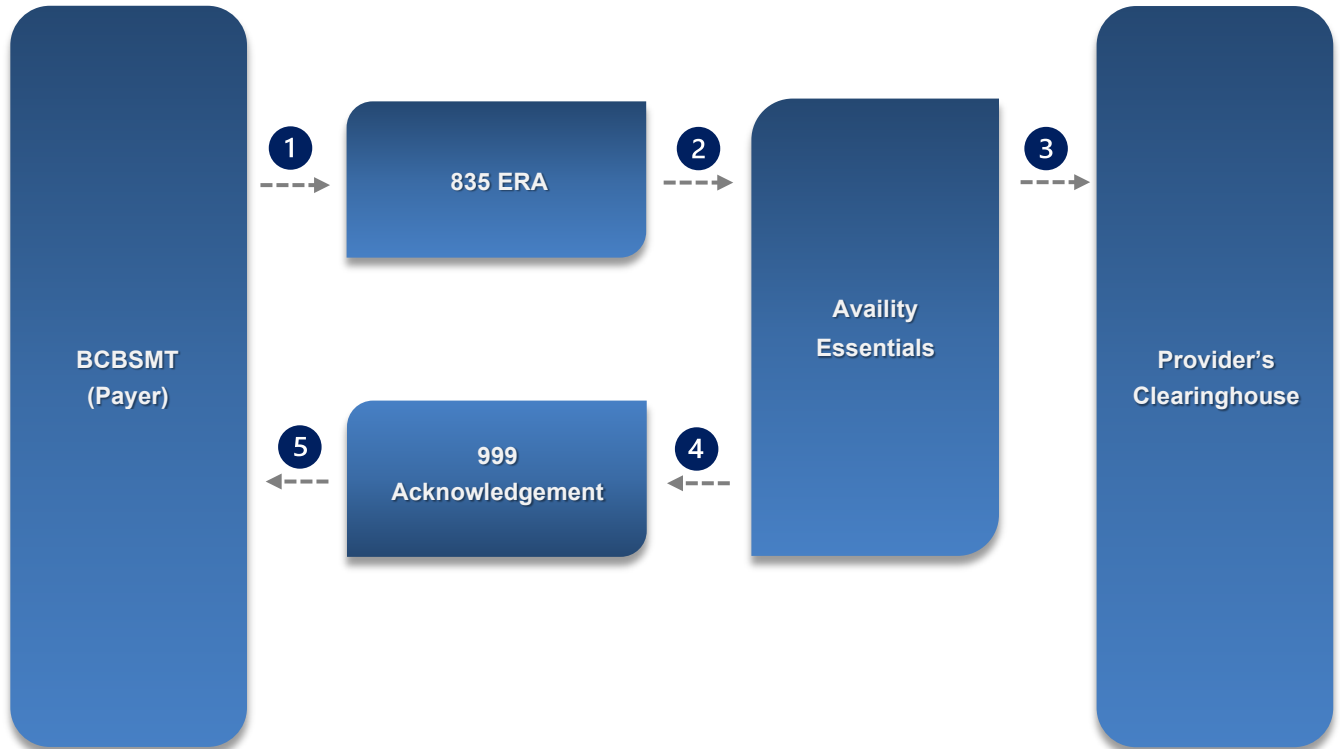 1
835 ERA
2
3
Availity
Essentials
BCBSMT
(Payer)
Provider’s
Clearinghouse
5
999
Acknowledgement
4